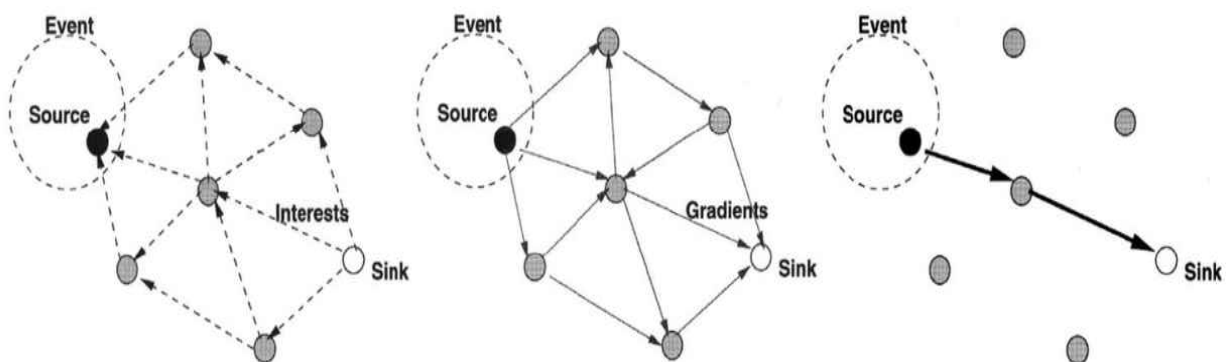 Event
Source
Interests
Sink
Event
Source
Gradients
Sink
Event
Source
Sink